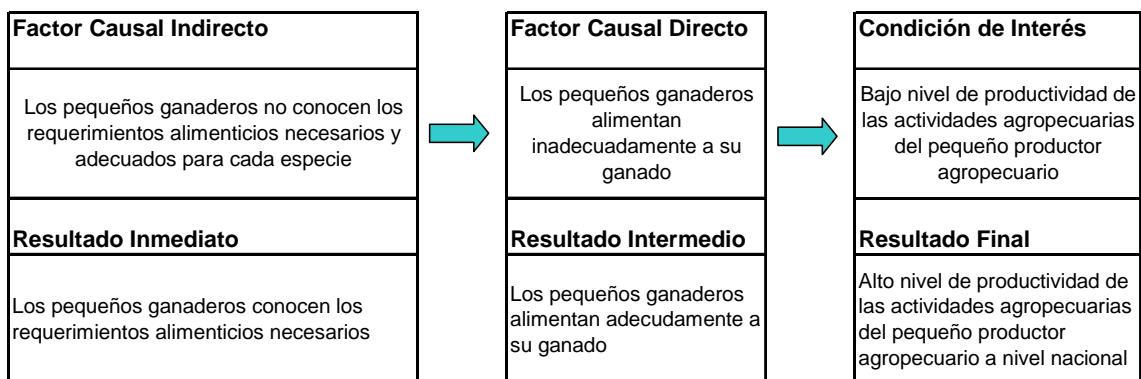 Factor Causal Indirecto
Los pequeños ganaderos no conocen los
requerimientos alimenticios necesarios y
adecuados para cada especie
Resultado Inmediato
Los pequeños ganaderos conocen los
requerimientos alimenticios necesarios
Factor Causal Directo
Los pequeños ganaderos
alimentan
inadecuadamente a su
ganado
Resultado Intermedio
Los pequeños ganaderos
alimentan adecudamente a
su ganado
Condición de Interés
Bajo nivel de productividad de
las actividades agropecuarias
del pequeño productor
agropecuario
Resultado Final
Alto nivel de productividad de
las actividades agropecuarias
del pequeño productor
agropecuario a nivel nacional